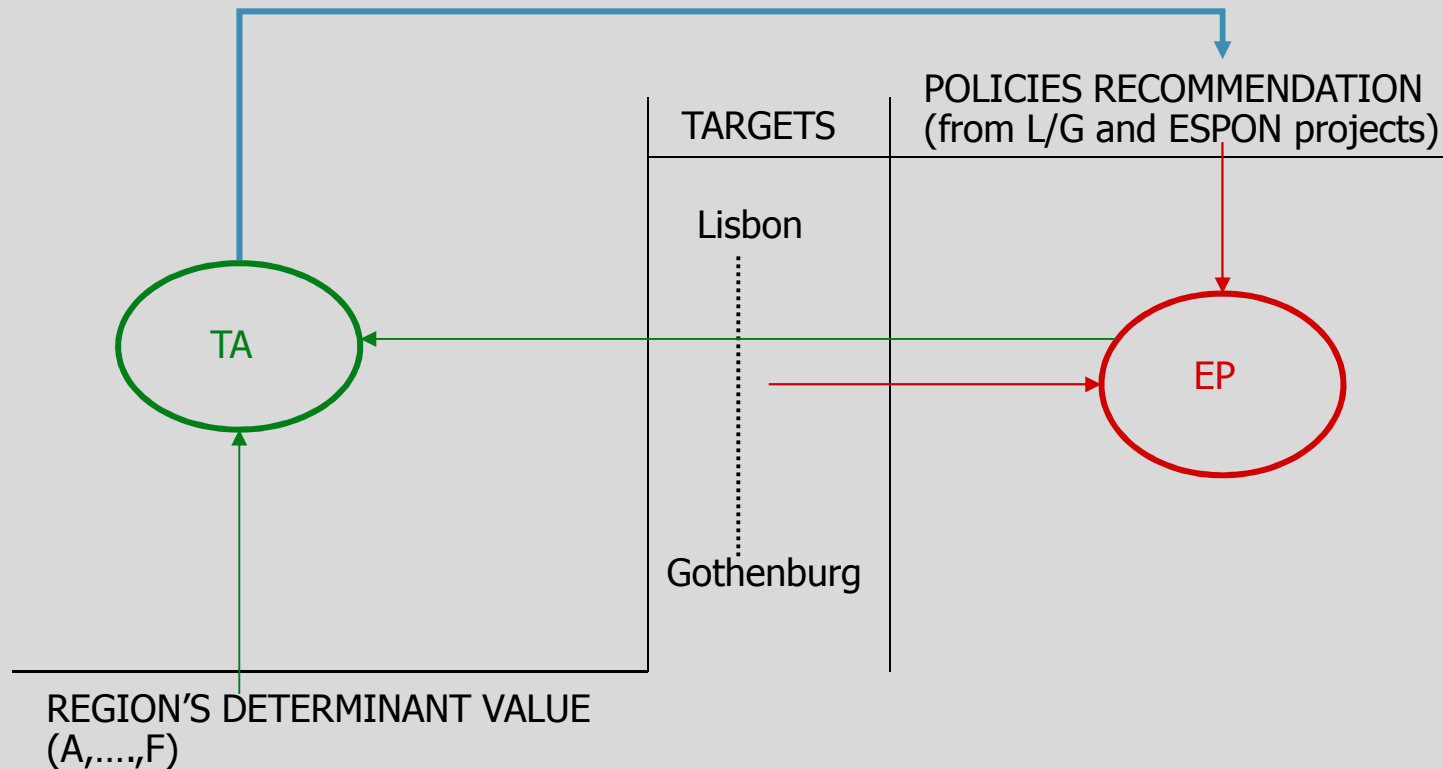 POLICIES RECOMMENDATION
(from L/G and ESPON projects)
TARGETS
Lisbon
TA
EP
Gothenburg
REGION’S DETERMINANT VALUE
(A,….,F)